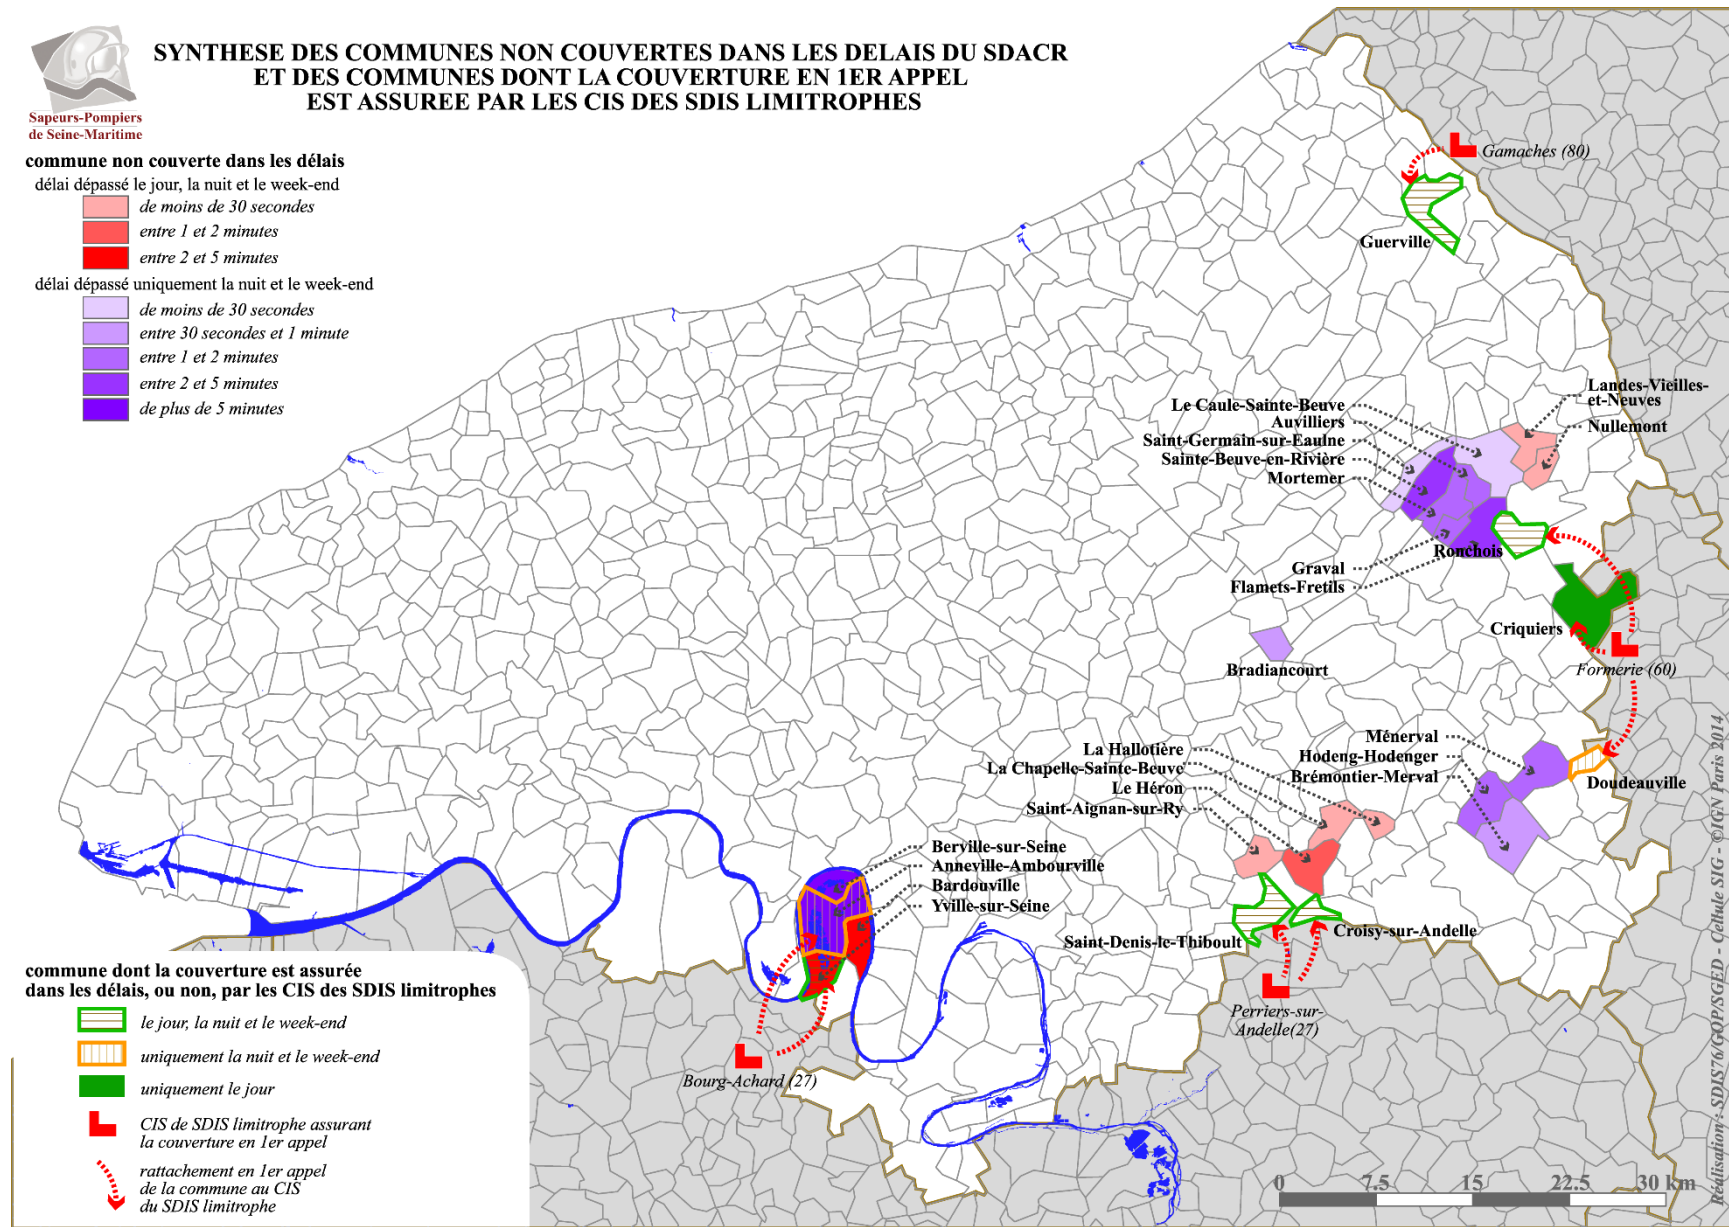 SYNTHESE DES COMMUNES NON COUVERTES DANS LES DELAIS DU SDACR
ET DES COMMUNES DONT LA COUVERTURE EN 1ER APPEL
EST ASSUREE PAR LES CIS DES SDIS LIMITROPHES
Sapeurs-Pompiers
de Seine-Maritime
commune non couverte dans les délais
délai dépassé le jour, la nuit et le week-end
de moins de 30 secondes
entre 1 et 2 minutes
entre 2 et 5 minutes
délai dépassé uniquement la nuit et le week-end
de moins de 30 secondes
entre 30 secondes et 1 minute
entre 1 et 2 minutes
entre 2 et 5 minutes
de plus de 5 minutes
Gamaches (80)
Guerville
Landes-Vieilles-
et-Neuves
Nullemont
Le Caule-Sainte-Beuve
Auvilliers
Saint-Germain-sur-Eaulne
Sainte-Beuve-en-Rivière
Mortemer
Ronchois
Graval
Flamets-Fretils
Criquiers
Formerie (60)
Bradiancourt
Ménerval
Hodeng-Hodenger
Brémontier-Merval
Doudeauville
La Hallotière
La Chapelle-Sainte-Beuve
Le Héron
Saint-Aignan-sur-Ry
Berville-sur-Seine
Anneville-Ambourville
Bardouville
Yville-sur-Seine
Saint-Denis-le-Thiboult
Croisy-sur-Andelle
Perriers-sur-
Andelle(27)
Bourg-Achard (27)
commune dont la couverture est assurée
dans les délais, ou non, par les CIS des SDIS limitrophes
le jour, la nuit et le week-end
uniquement la nuit et le week-end
uniquement le jour
CIS de SDIS limitrophe assurant
la couverture en 1er appel
rattachement en 1er appel
de la commune au CIS
du SDIS limitrophe
0 7.5 15 22.5 30 km
Réalisation : SDIS76/GOP/SGED - Cellule SIG - ©IGN Paris 2014